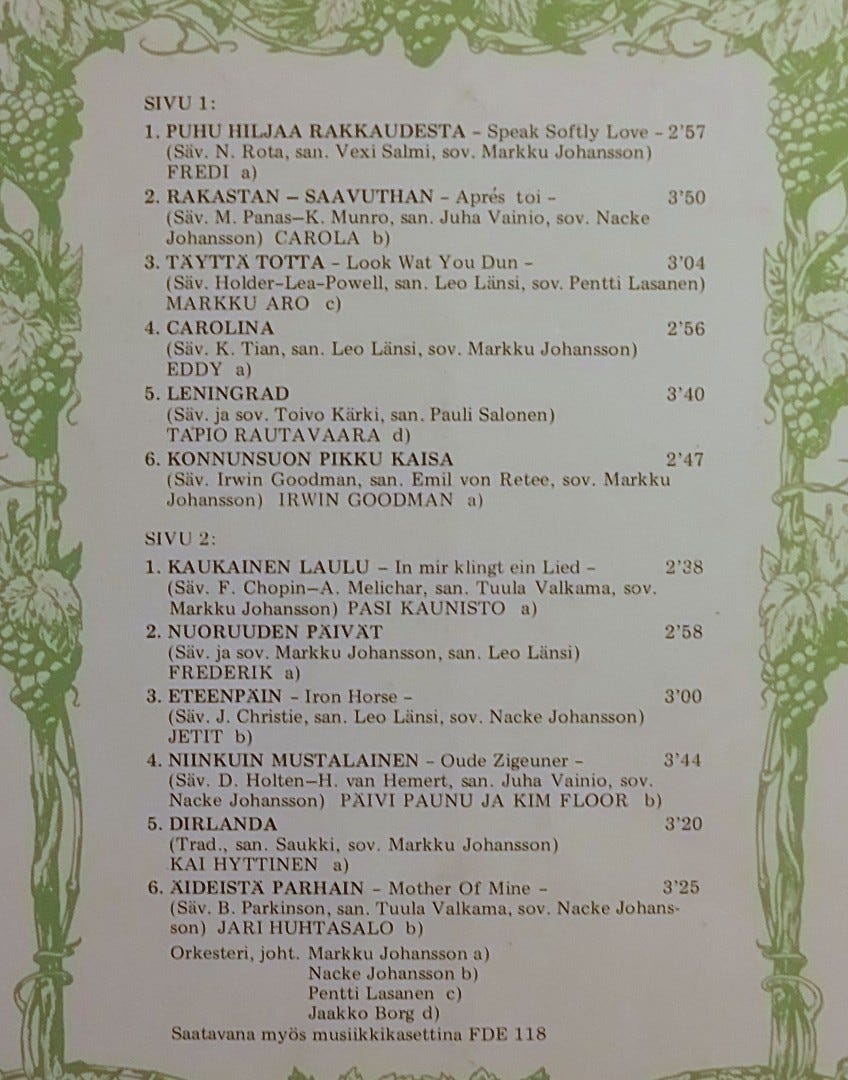 SIVU 1:
1. PUHU HILJAA RAKKAUDESTA – Speak Softly Love – 2’57
(Säv. N. Rota, san. Vexi Salmi, sov. Markku Johansson)
FREDI a)
2. RAKASTAN – SAAVUTHAN – Aprés toi – 3’50
(Säv. M. Panas–K. Munro, san. Juha Vainio, sov. Nacke
Johansson) CAROLA b)
3. TÄYTTÄ TOTTA – Look Wat You Dun – 3’04
(Säv. Holder–Lea–Powell, san. Leo Länsi, sov. Pentti Lasanen)
MARKKU ARO c)
4. CAROLINA 2’56
(Säv. K. Tian, san. Leo Länsi, sov. Markku Johansson)
EDDY a)
5. LENINGRAD 3’40
(Säv. ja sov. Toivo Kärki, san. Pauli Salonen)
TAPIO RAUTAVAARA d)
6. KONNUNSUON PIKKU KAISA 2’47
(Säv. Irwin Goodman, san. Emil von Retee, sov. Markku
Johansson) IRWIN GOODMAN a)
SIVU 2:
1. KAUKAINEN LAULU – In mir klingt ein Lied – 2’38
(Säv. F. Chopin–A. Melichar, san. Tuula Valkama, sov.
Markku Johansson) PASI KAUNISTO a)
2. NUORUUDEN PÄIVÄT 2’58
(Säv. ja sov. Markku Johansson, san. Leo Länsi)
FREDERIK a)
3. ETEENPÄIN – Iron Horse – 3’00
(Säv. J. Christie, san. Leo Länsi, sov. Nacke Johansson)
JETIT b)
4. NIINKUIN MUSTALAINEN – Oude Zigeuner – 3’44
(Säv. D. Holten–H. van Hemert, san. Juha Vainio, sov.
Nacke Johansson) PÄIVI PAUNU JA KIM FLOOR b)
5. DIRLANDA 3’20
(Trad., san. Saukki, sov. Markku Johansson)
KAI HYTTINEN a)
6. ÄIDEISTÄ PARHAIN – Mother Of Mine – 3’25
(Säv. B. Parkinson, san. Tuula Valkama, sov. Nacke Johans-
son) JARI HUHTASALO b)
Orkesteri, joht. Markku Johansson a)
Nacke Johansson b)
Pentti Lasanen c)
Jaakko Borg d)
Saatavana myös musiikkikasettina FDE 118